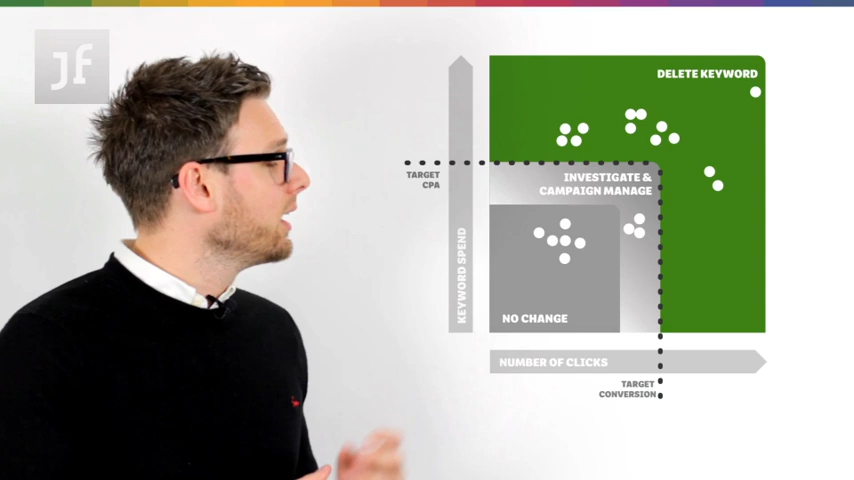 jf
DELETE KEYWORD
TARGET
CPA
INVESTIGATE &
CAMPAIGN MANAGE
KEYWORD SPEND
NO CHANGE
NUMBER OF CLICKS
TARGET
CONVERSION